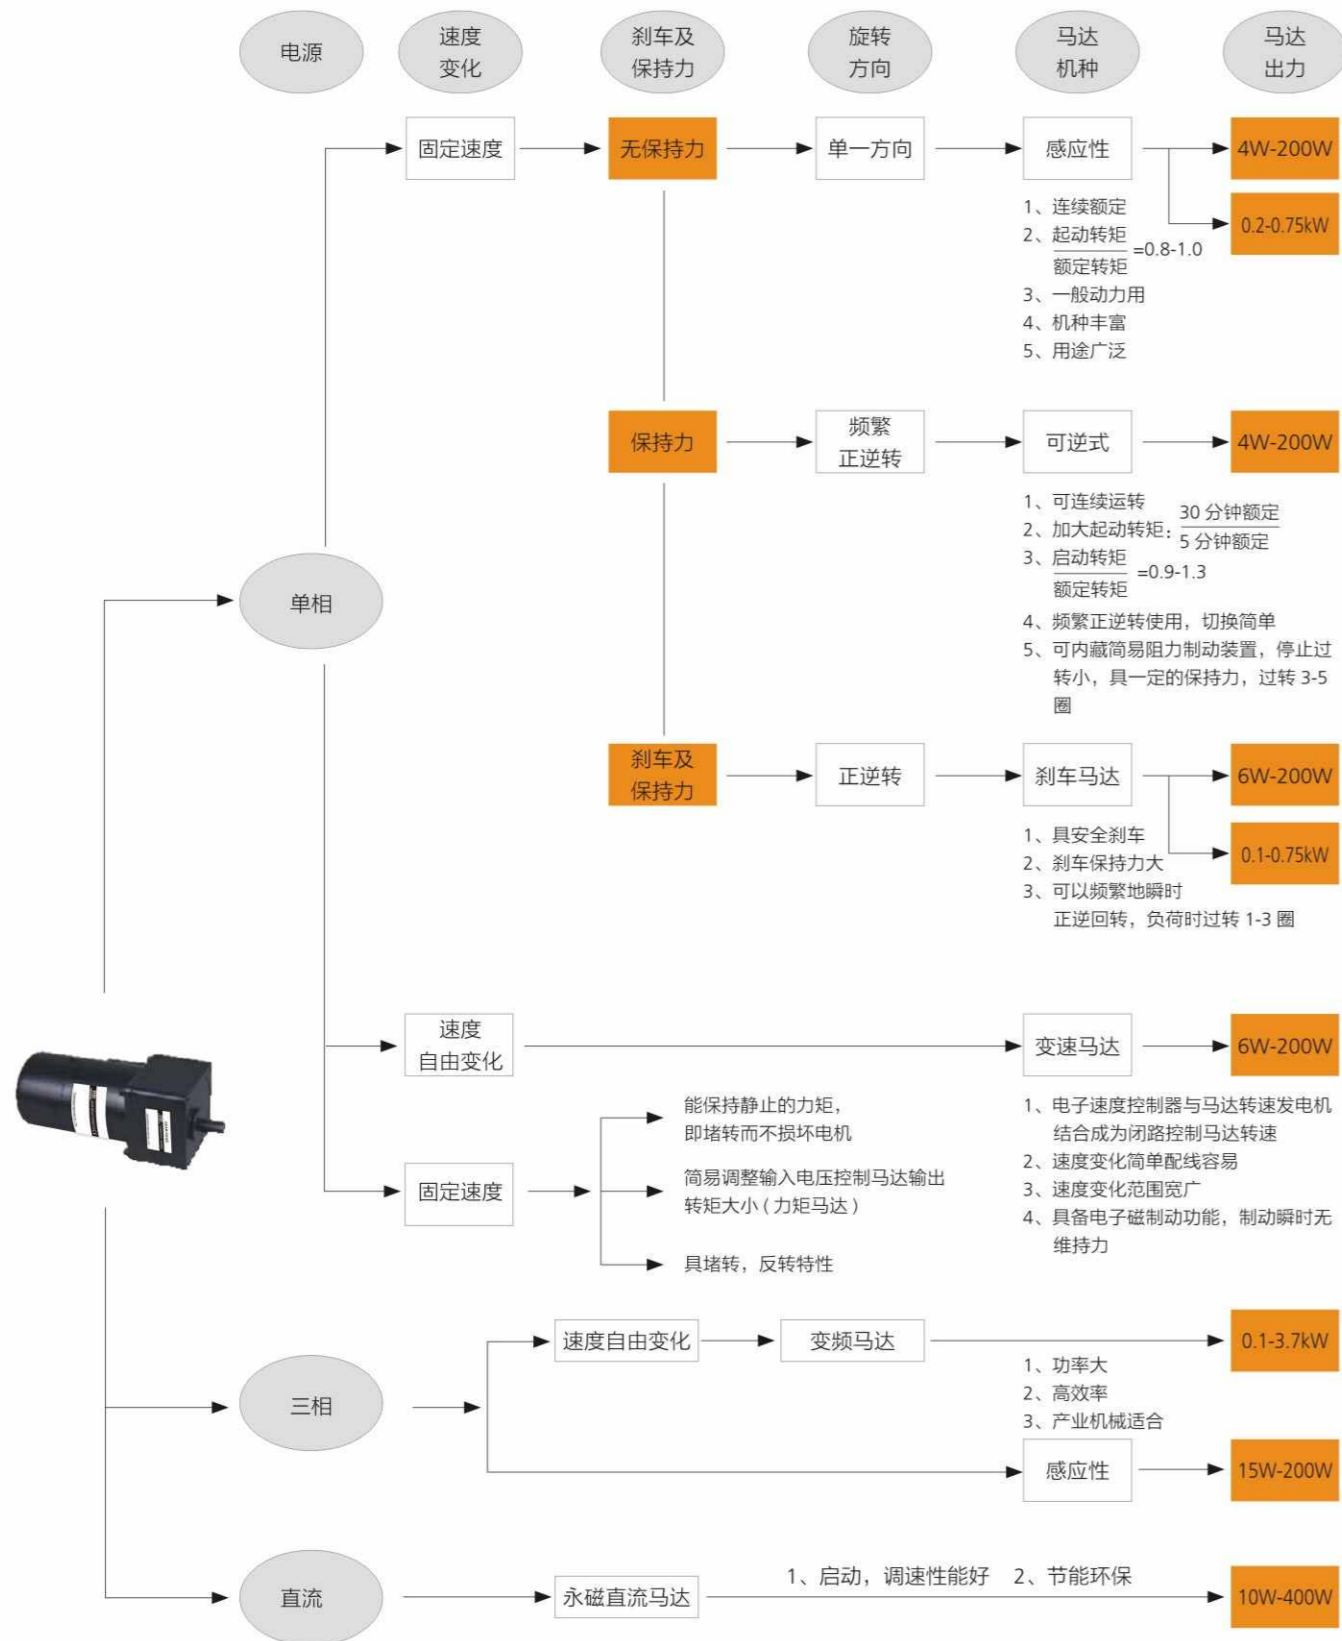 电源
速度
变化
刹车及
保持力
旋转
方向
马达
机种
马达
出力
固定速度
无保持力
单一方向
感应性
4W-200W
0.2-0.75kW
1、连续额定
2、起动转矩
额定转矩
=0.8-1.0
3、一般动力用
4、机种丰富
5、用途广泛
保持力
频繁
正逆转
可逆式
4W-200W
1、可连续运转
2、加大起动转矩:
30 分钟额定
5 分钟额定
3、启动转矩
额定转矩
=0.9-1.3
4、频繁正逆转使用，切换简单
5、可内藏简易阻力制动装置，停止过
转小，具一定的保持力，过转 3-5
圈
单相
刹车及
保持力
正逆转
刹车马达
6W-200W
0.1-0.75kW
1、具安全刹车
2、刹车保持力大
3、可以频繁地瞬时
正逆回转，负荷时过转 1-3 圈
速度
自由变化
变速马达
6W-200W
1、电子速度控制器与马达转速发电机
结合成为闭路控制马达转速
2、速度变化简单配线容易
3、速度变化范围宽广
4、具备电子磁制动功能，制动瞬时无
维持力
固定速度
能保持静止的力矩，
即堵转而不损坏电机
简易调整输入电压控制马达输出
转矩大小 ( 力矩马达 )
具堵转，反转特性
三相
速度自由变化
变频马达
0.1-3.7kW
1、功率大
2、高效率
3、产业机械适合
感应性
15W-200W
直流
永磁直流马达
1、启动，调速性能好 2、节能环保
10W-400W